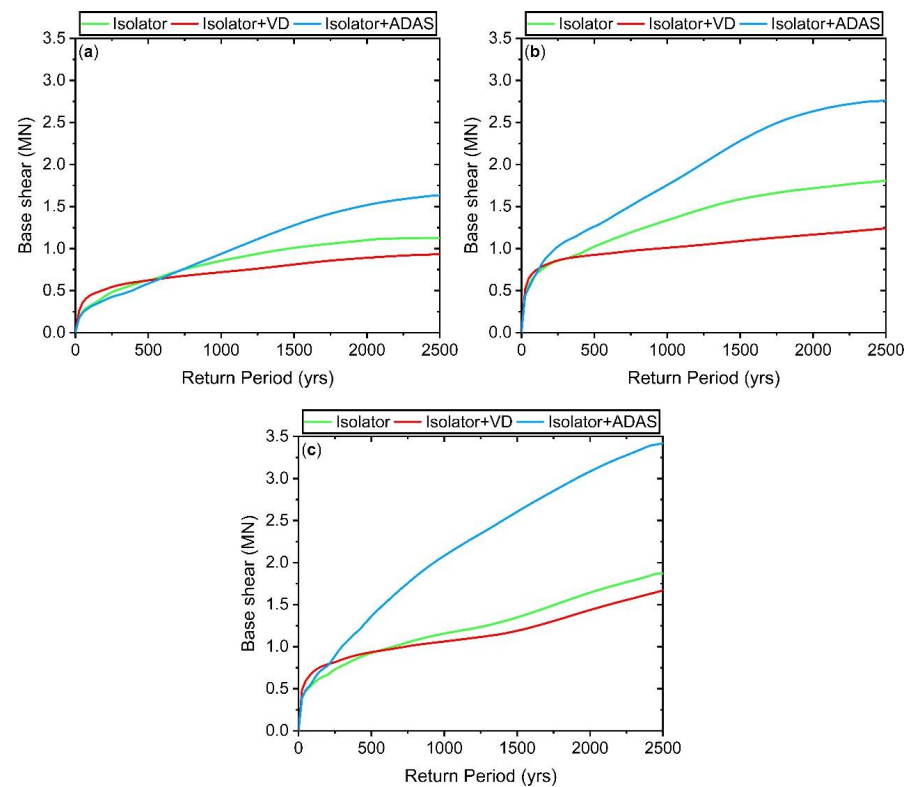 Isolator Isolator+VD Isolator+ADAS
(a)
3.5
3.0
2.5
2.0
1.5
1.0
0.5
0.0
Base shear (MN)
0 500 1000 1500 2000 2500
Return Period (yrs)
Isolator Isolator+VD Isolator+ADAS
(b)
3.5
3.0
2.5
2.0
1.5
1.0
0.5
0.0
Base shear (MN)
0 500 1000 1500 2000 2500
Return Period (yrs)
Isolator Isolator+VD Isolator+ADAS
(c)
3.5
3.0
2.5
2.0
1.5
1.0
0.5
0.0
Base shear (MN)
0 500 1000 1500 2000 2500
Return Period (yrs)